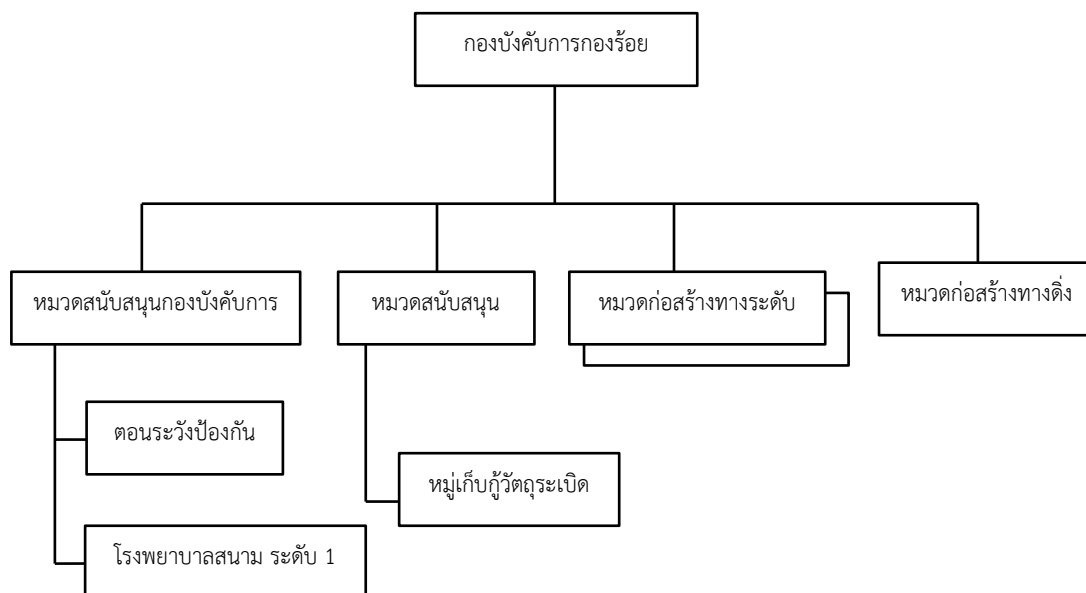 กองบังคับการกองร้อย
หมวดสนับสนุนกองบังคับการ
หมวดสนับสนุน
หมวดก่อสร้างทางระดับ
หมวดก่อสร้างทางดิ่ง
ตอนระวังป้องกัน
หมู่เก็บกู้วัตถุระเบิด
โรงพยาบาลสนาม ระดับ 1